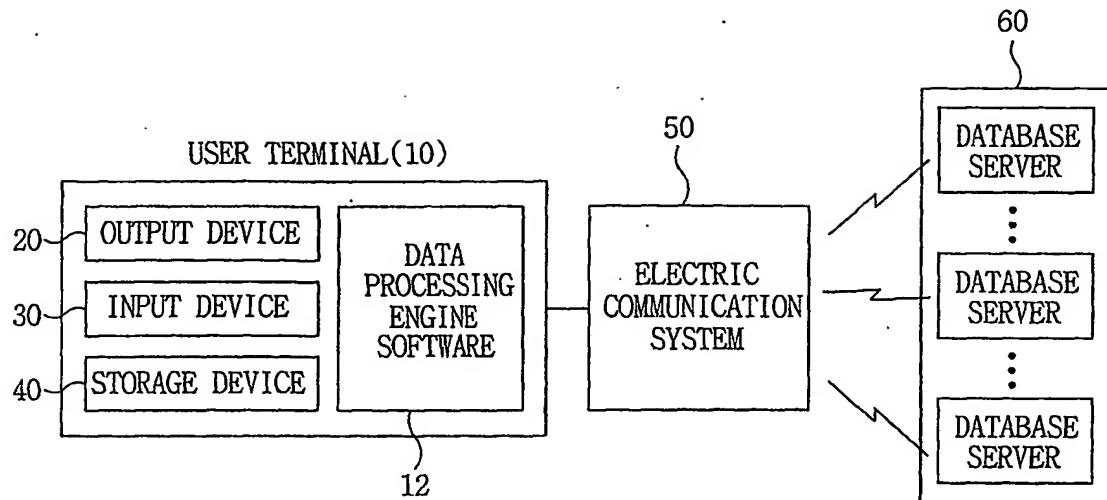 60
50
USER TERMINAL(10)
DATABASE
SERVER
20
OUTPUT DEVICE
30
INPUT DEVICE
40
STORAGE DEVICE
DATA
PROCESSING
ENGINE
SOFTWARE
12
ELECTRIC
COMMUNICATION
SYSTEM
DATABASE
SERVER
DATABASE
SERVER